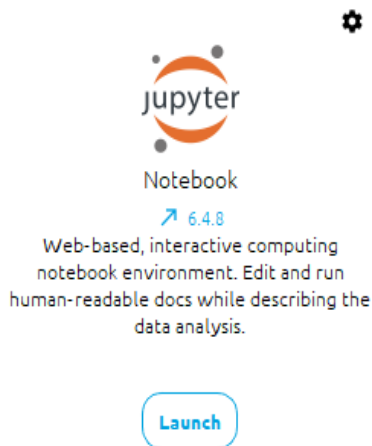 jupyter
Notebook
6.4.8
Web-based, interactive computing
notebook environment. Edit and run
human-readable docs while describing the
data analysis.
Launch